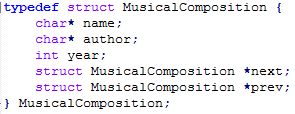 typedef struct MusicalComposition {
    char* name;
    char* author;
    int year;
    struct MusicalComposition *next;
    struct MusicalComposition *prev;
} MusicalComposition;